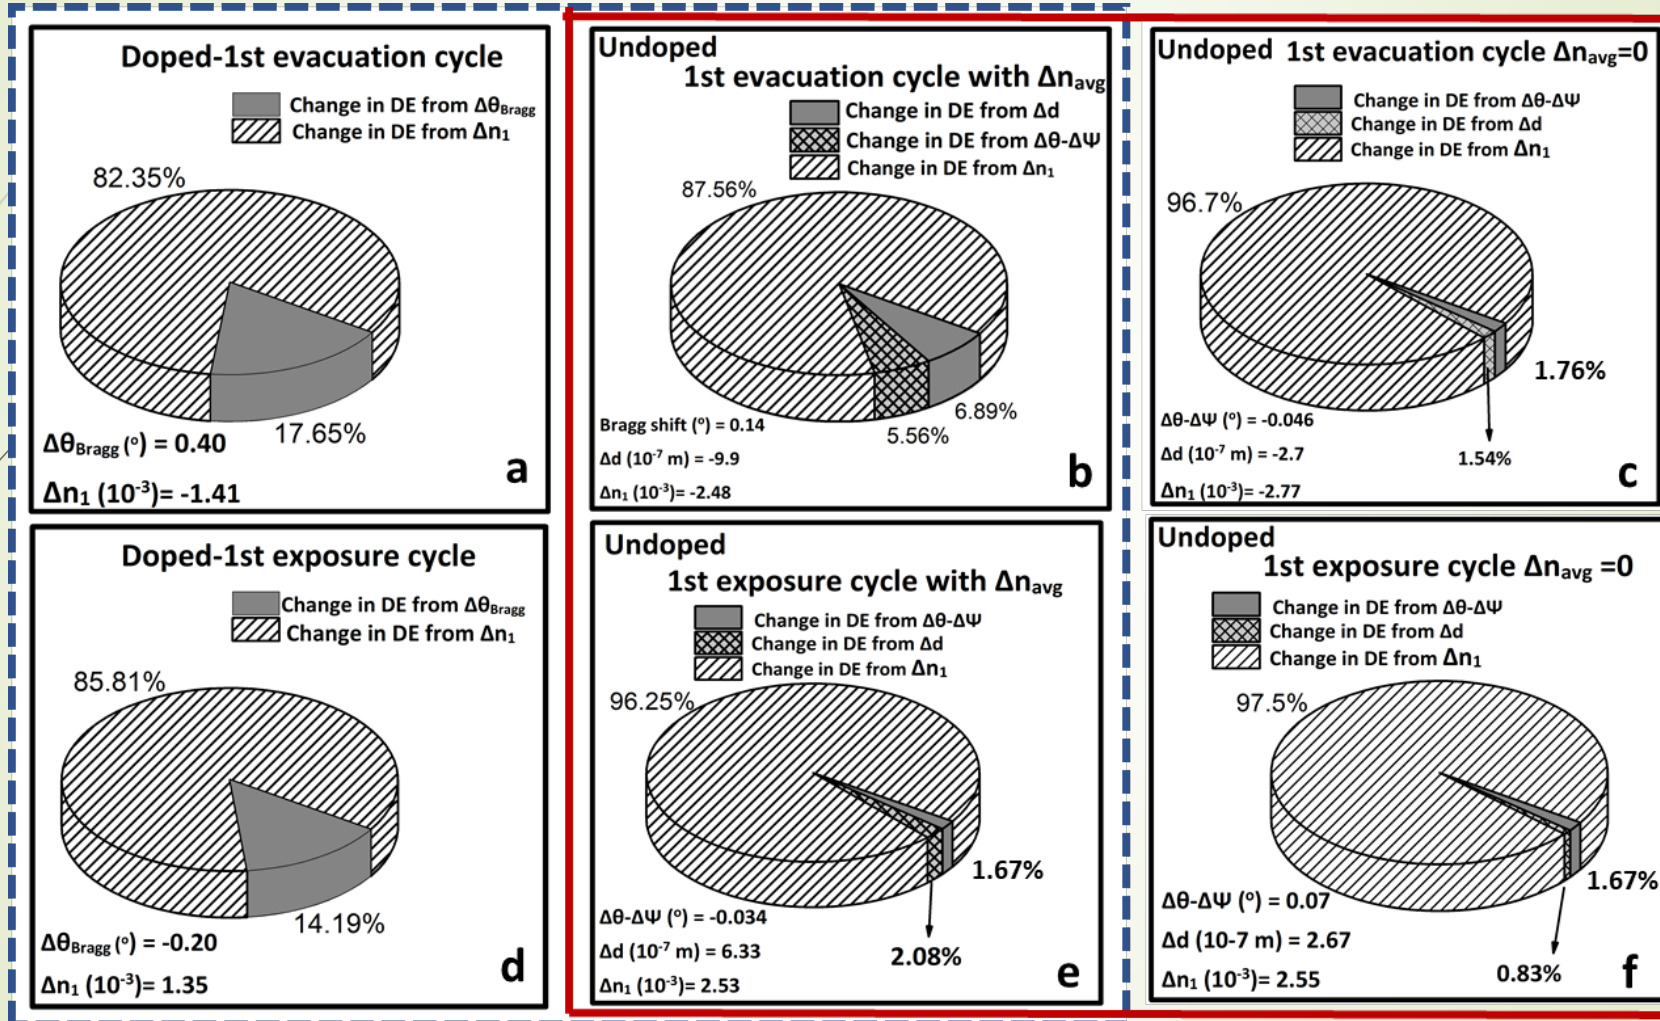 Doped-1st evacuation cycle
Change in DE from ΔθBragg
Change in DE from Δn1
82.35%
17.65%
ΔθBragg (o) = 0.40
Δn1 (10-3)= -1.41
a
Undoped
1st evacuation cycle with Δnavg
Change in DE from Δd
Change in DE from Δθ-ΔΨ
Change in DE from Δn1
87.56%
6.89%
5.56%
Bragg shift (o) = 0.14
Δd (10-7 m) = -9.9
Δn1 (10-3)= -2.48
b
Undoped 1st evacuation cycle Δnavg=0
Change in DE from Δθ-ΔΨ
Change in DE from Δd
Change in DE from Δn1
96.7%
1.76%
1.54%
Δθ-ΔΨ (o) = -0.046
Δd (10-7 m) = -2.7
Δn1 (10-3)= -2.77
c
Doped-1st exposure cycle
Change in DE from ΔθBragg
Change in DE from Δn1
85.81%
14.19%
ΔθBragg (o) = -0.20
Δn1 (10-3)= 1.35
d
Undoped
1st exposure cycle with Δnavg
Change in DE from Δθ-ΔΨ
Change in DE from Δd
Change in DE from Δn1
96.25%
1.67%
2.08%
Δθ-ΔΨ (o) = -0.034
Δd (10-7 m) = 6.33
Δn1 (10-3)= 2.53
e
Undoped
1st exposure cycle Δnavg =0
Change in DE from Δθ-ΔΨ
Change in DE from Δd
Change in DE from Δn1
97.5%
1.67%
0.83%
Δθ-ΔΨ (o) = 0.07
Δd (10-7 m) = 2.67
Δn1 (10-3)= 2.55
f